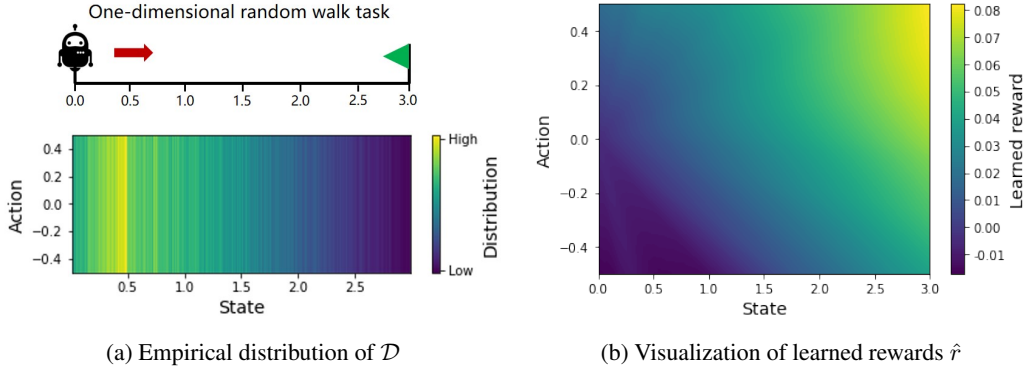 One-dimensional random walk task
0.0 0.5 1.0 1.5 2.0 2.5 3.0
Action
0.4
0.2
0.0
−0.2
−0.4
0.5 1.0 1.5 2.0 2.5
State
High
Low
Distribution
(a) Empirical distribution of 𝒟
Action
0.4
0.2
0.0
−0.2
−0.4
0.0 0.5 1.0 1.5 2.0 2.5 3.0
State
0.08
0.07
0.06
0.05
0.04
0.03
0.02
0.01
0.00
−0.01
Learned reward
(b) Visualization of learned rewards r̂